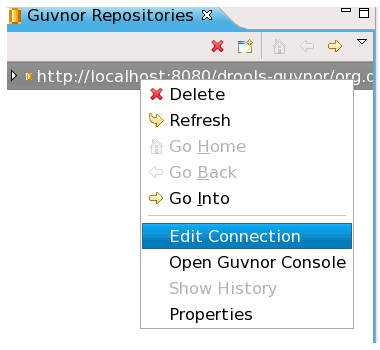 Guvnor Repositories
http://localhost:8080/drools-guvnor/org.d
Delete
Refresh
Go Home
Go Back
Go Into
Edit Connection
Open Guvnor Console
Show History
Properties